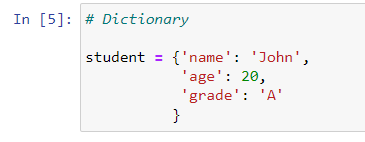 In [5]: # Dictionary
student = {'name': 'John',
'age': 20,
'grade': 'A'
}